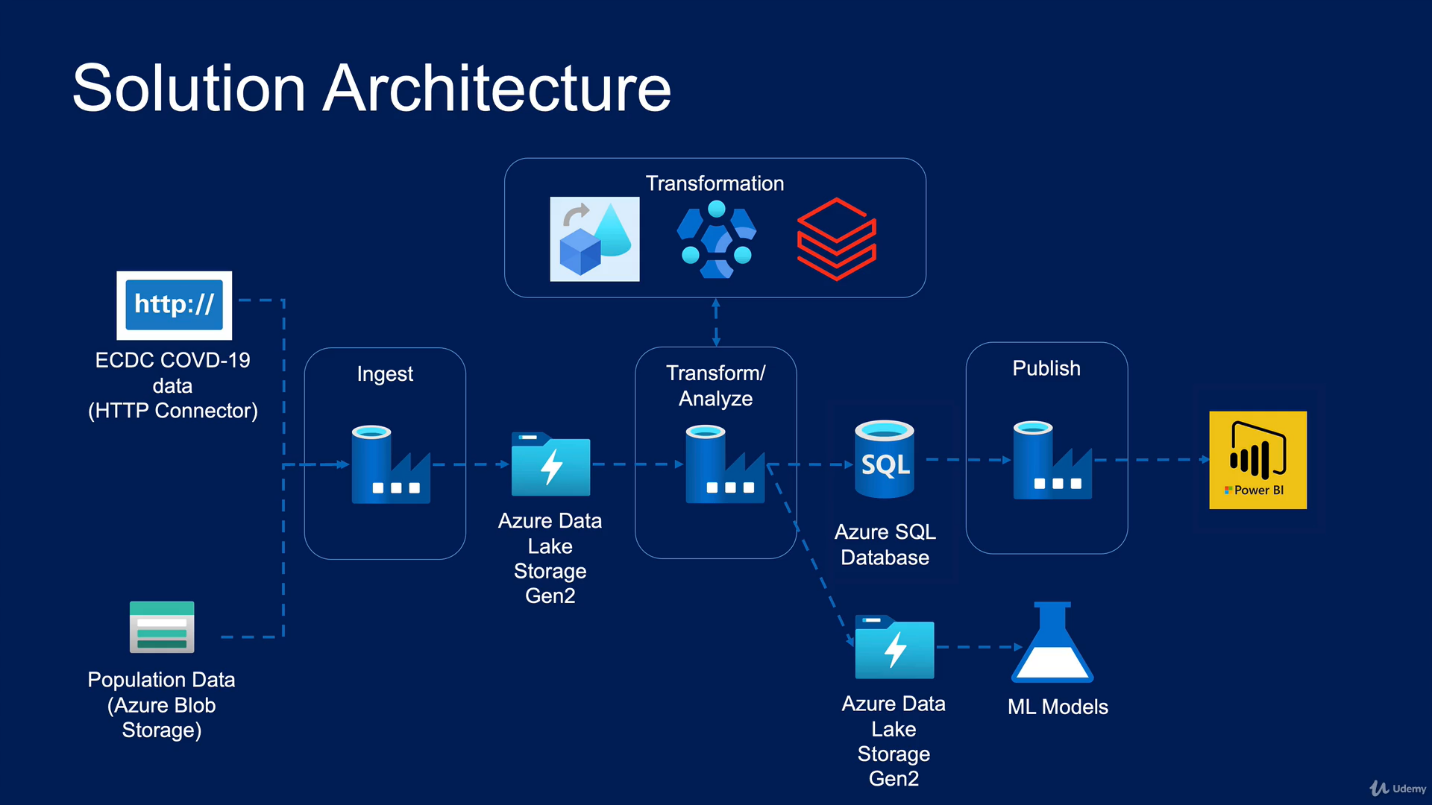 Solution Architecture
Transformation
http://
ECDC COVD-19
data
(HTTP Connector)
Ingest
Transform/
Analyze
Publish
SQL
Power BI
Azure Data
Lake
Storage
Gen2
Azure SQL
Database
Population Data
(Azure Blob
Storage)
Azure Data
Lake
Storage
Gen2
ML Models
Udemy